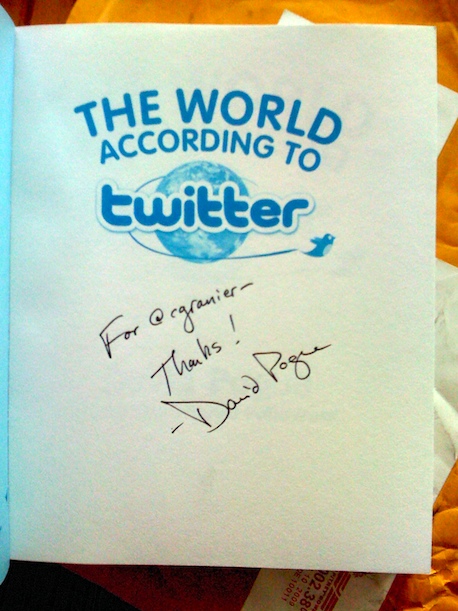 THE WORLD
ACCORDING TO
twitter
For @cgranier-
Thanks!
- David Pogue